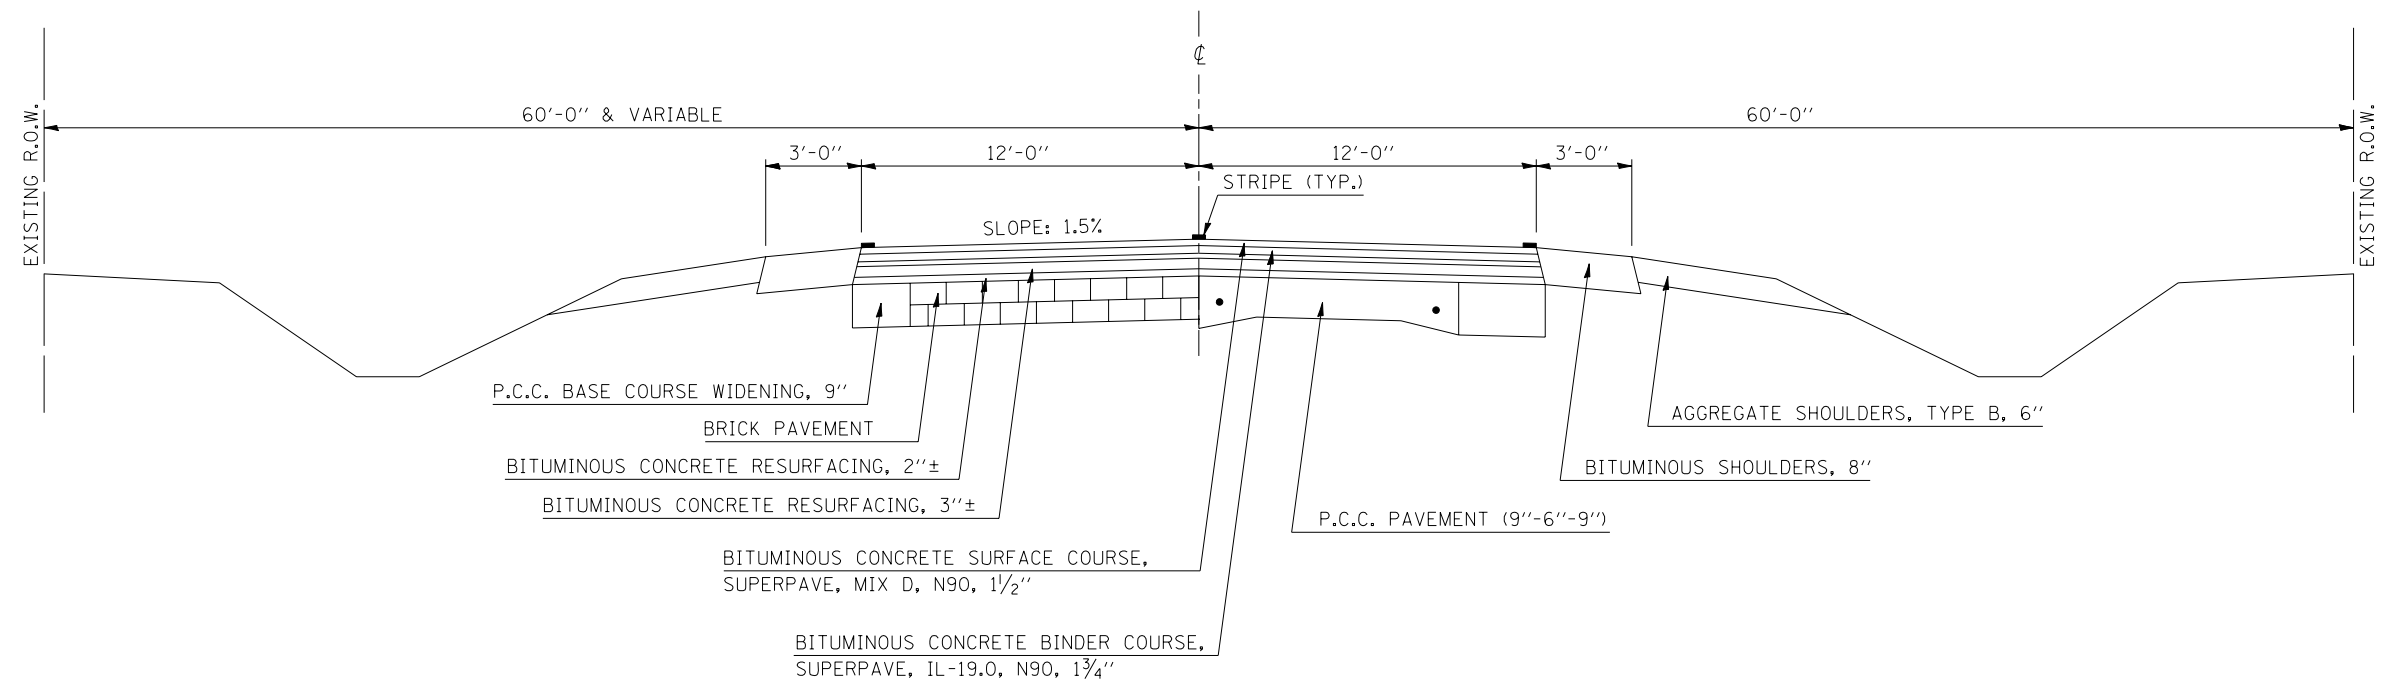 ℄
60'-0" & VARIABLE
60'-0"
EXISTING R.O.W.
EXISTING R.O.W.
3'-0"
12'-0"
12'-0"
3'-0"
STRIPE (TYP.)
SLOPE: 1.5%
P.C.C. BASE COURSE WIDENING, 9"
AGGREGATE SHOULDERS, TYPE B, 6"
BRICK PAVEMENT
BITUMINOUS CONCRETE RESURFACING, 2"±
BITUMINOUS SHOULDERS, 8"
BITUMINOUS CONCRETE RESURFACING, 3"±
P.C.C. PAVEMENT (9"-6"-9")
BITUMINOUS CONCRETE SURFACE COURSE,
SUPERPAVE, MIX D, N90, 1½"
BITUMINOUS CONCRETE BINDER COURSE,
SUPERPAVE, IL-19.0, N90, 1¾"